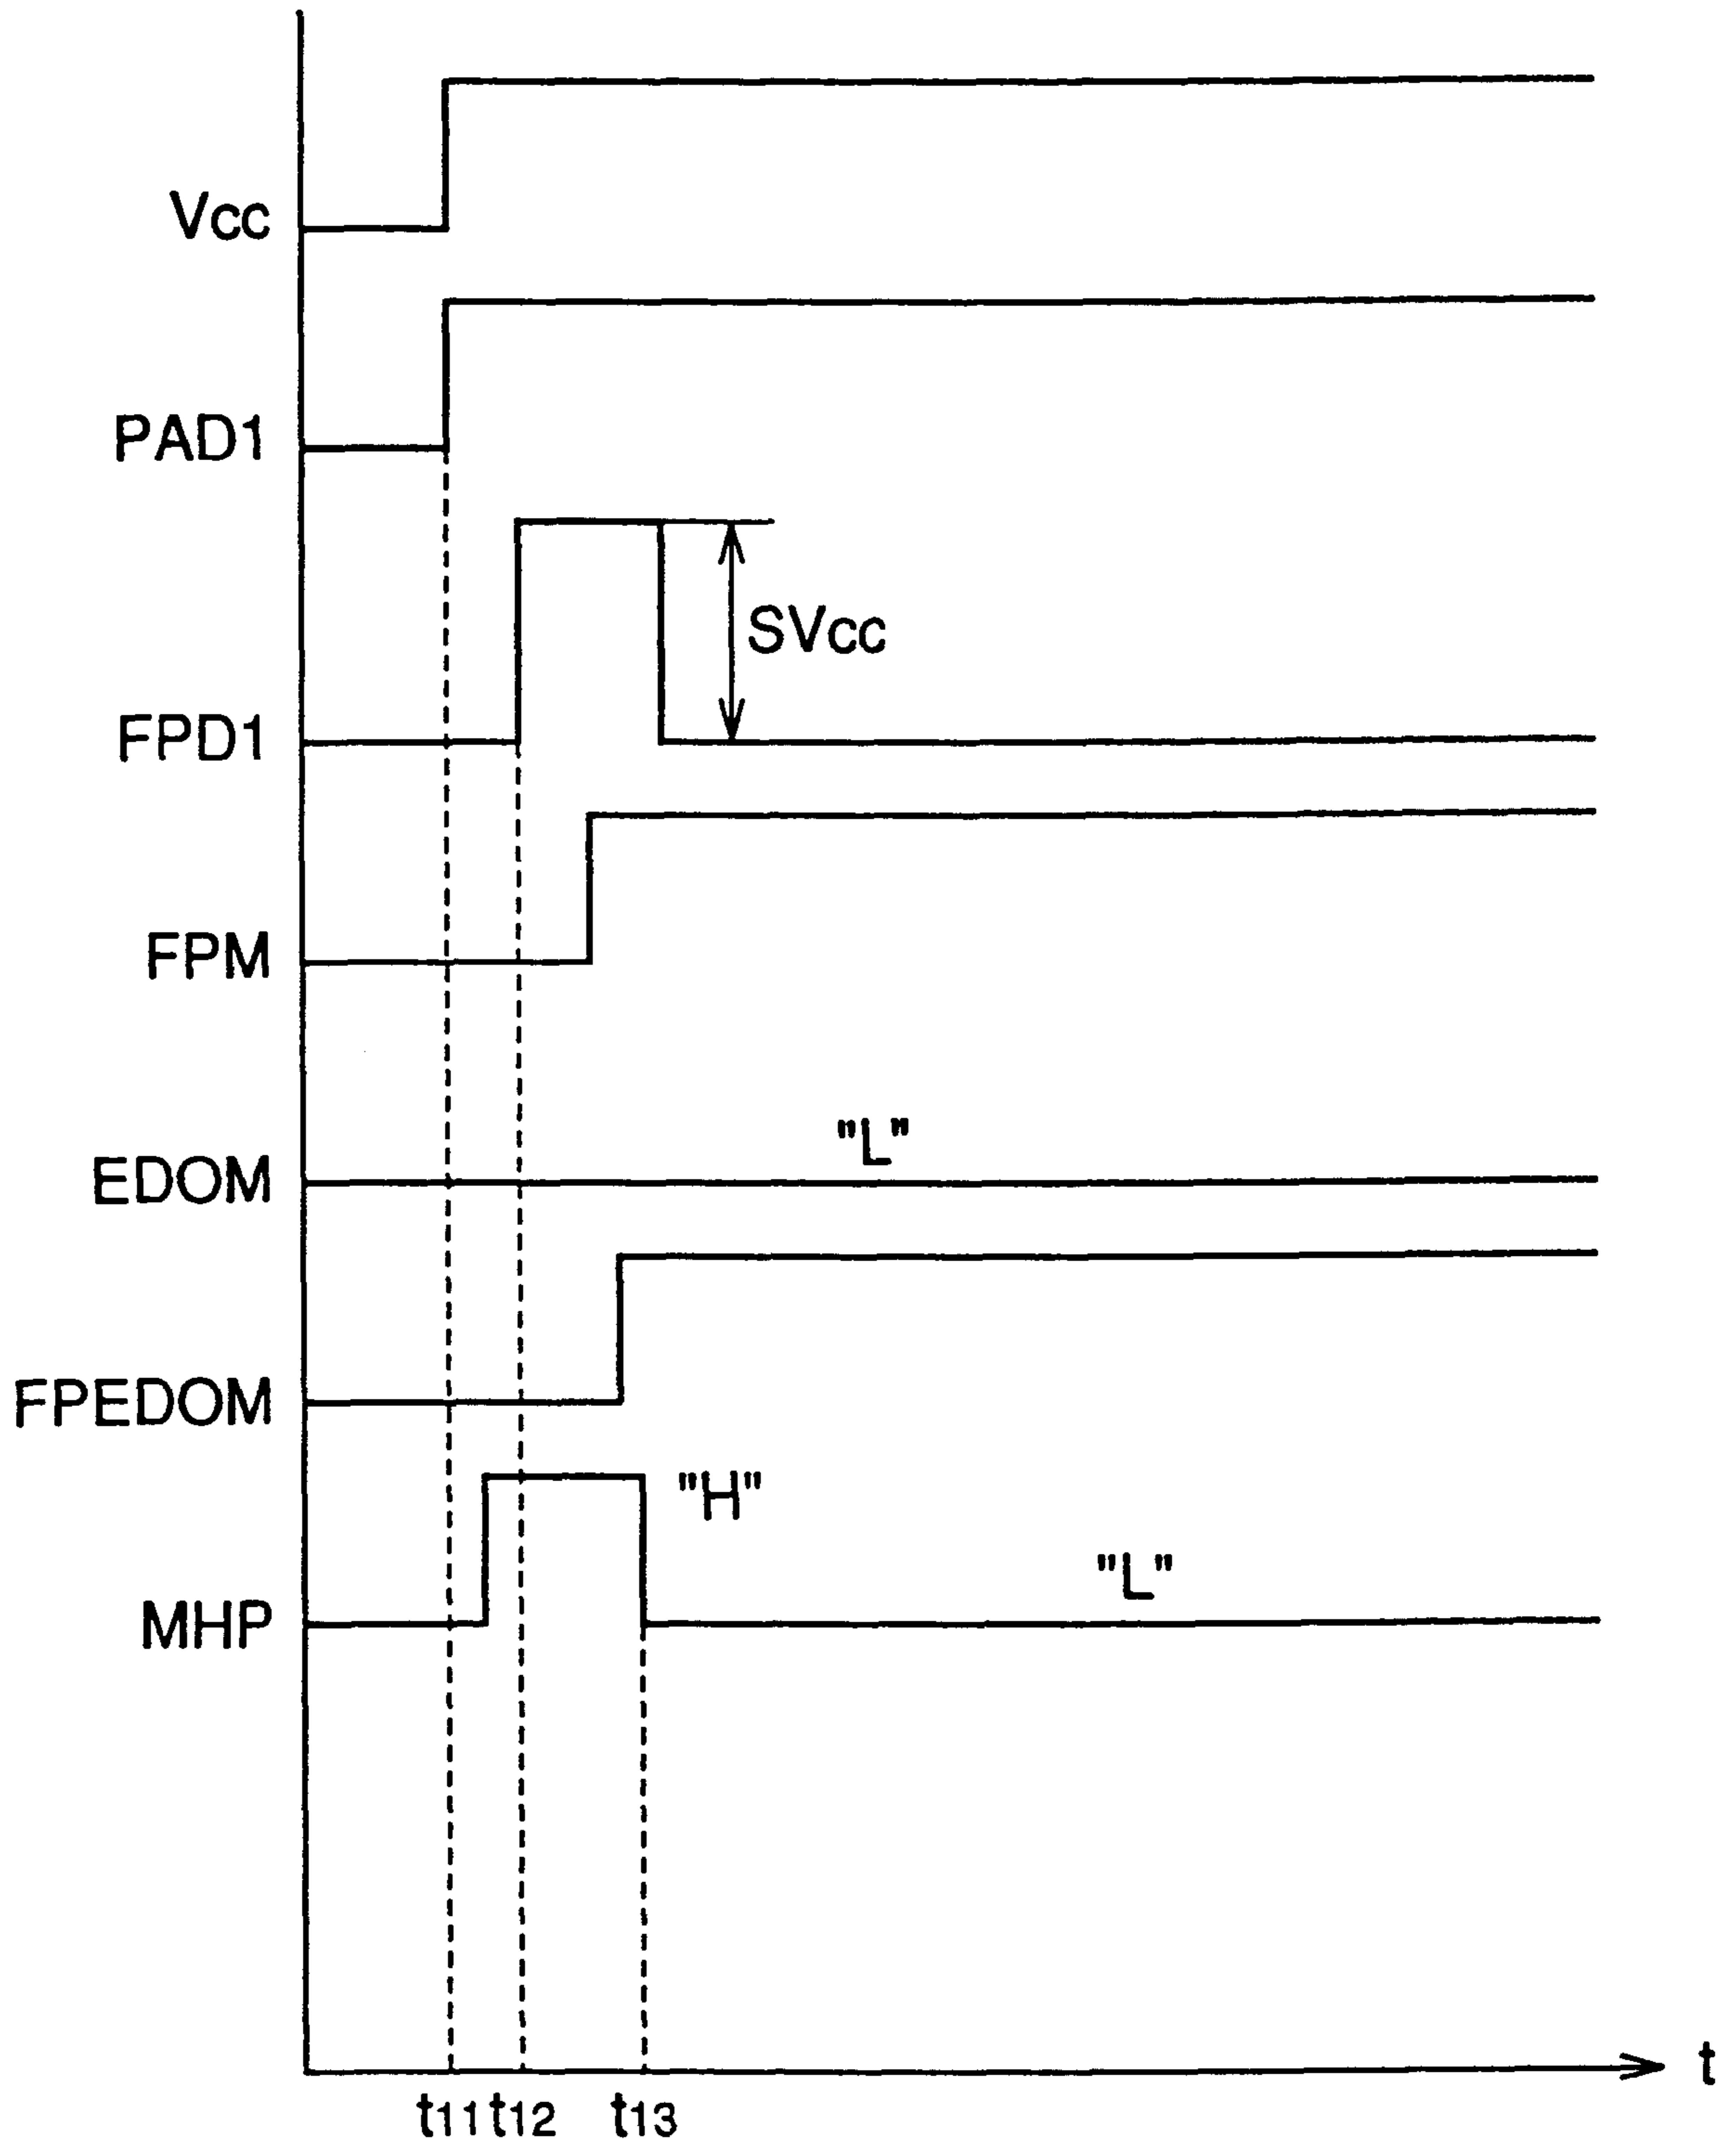 Vcc
PAD1
FPD1
SVcc
FPM
EDOM
"L"
FPEDOM
MHP
"H"
"L"
t
t11 t12 t13